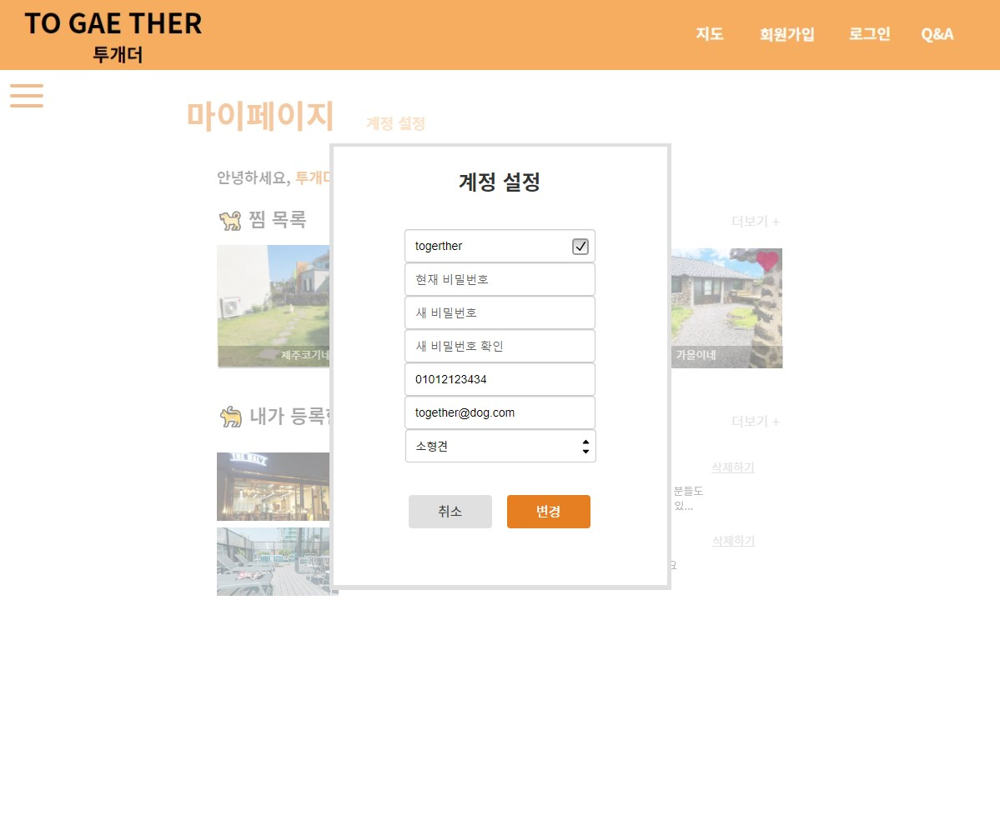 TO GAE THER
투개더
지도 회원가입 로그인 Q&A
마이페이지 계정 설정
안녕하세요, 투개더
계정 설정
찜 목록
더보기 +
togerther
현재 비밀번호
새 비밀번호
새 비밀번호 확인
제주코기네
가을이네
01012123434
together@dog.com
내가 등록한
더보기 +
소형견
삭제하기
분들도
있...
취소
변경
삭제하기
요